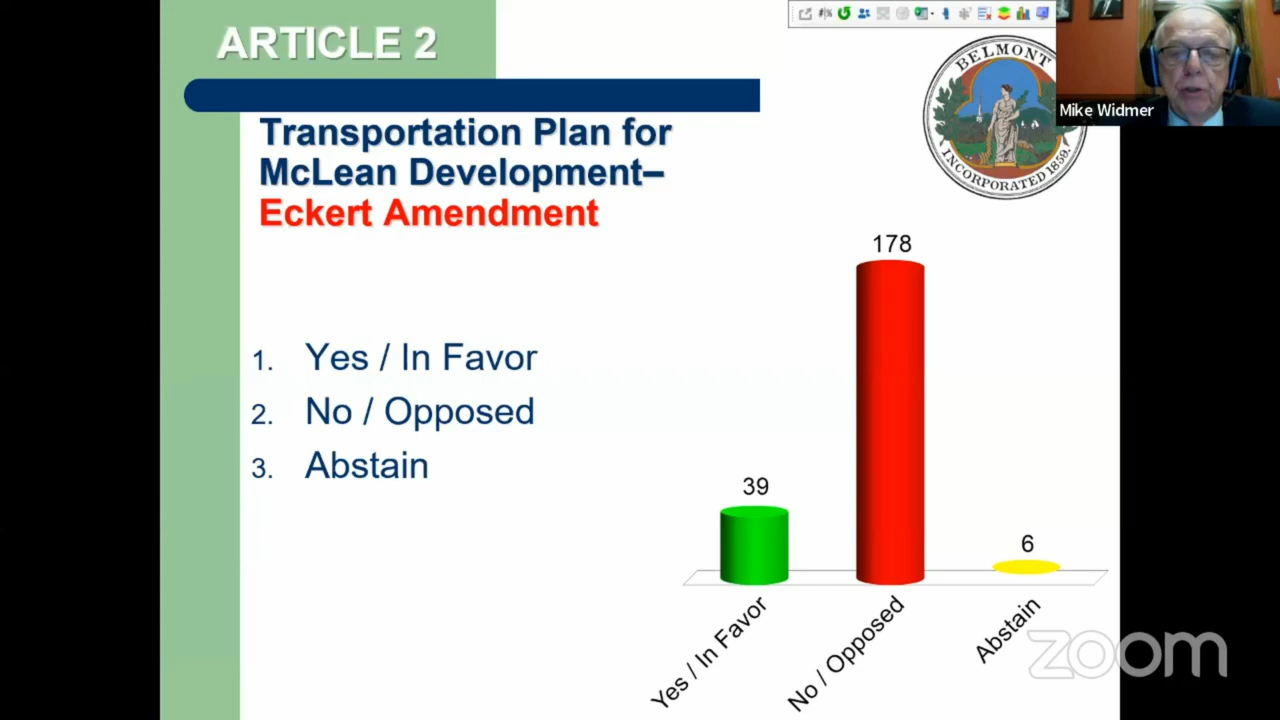 ARTICLE 2
BELMONT
INCORPORATED 1859.
Mike Widmer
Transportation Plan for
McLean Development–
Eckert Amendment
1. Yes / In Favor
2. No / Opposed
3. Abstain
39
178
6
Yes / In Favor
No / Opposed
Abstain
zoom